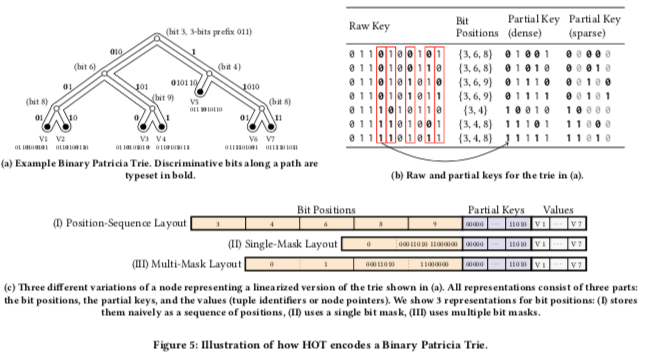 (bit 3, 3-bits prefix 011)
010 1
(bit 6) (bit 4)
01 101 010110 1010
(bit 8) (bit 9) V5 (bit 8)
011 1010110
01 10 0 1 01 11
V1 V2 V3 V4 V6 V7
0110100101 0110100110 0110101010 0110101011 0111101001 0111101011
(a) Example Binary Patricia Trie. Discriminative bits along a path are
typeset in bold.
Raw Key Bit Positions Partial Key (dense) Partial Key (sparse)
0 1 1 0 1 0 0 1 0 1 {3, 6, 8} 0 1 0 0 1 0 0 0 0 0
0 1 1 0 1 0 0 1 1 0 {3, 6, 8} 0 1 0 1 0 0 0 0 1 0
0 1 1 0 1 0 1 0 1 0 {3, 6, 9} 0 1 1 1 0 0 0 1 0 0
0 1 1 0 1 0 1 0 1 1 {3, 6, 9} 0 1 1 1 1 0 0 1 0 1
0 1 1 1 0 1 0 1 1 0 {3, 4} 1 0 0 1 0 1 0 0 0 0
0 1 1 1 1 0 1 0 0 1 {3, 4, 8} 1 1 1 0 1 1 1 0 0 0
0 1 1 1 1 0 1 0 1 1 {3, 4, 8} 1 1 1 1 1 1 1 0 1 0
(b) Raw and partial keys for the trie in (a).
Bit Positions Partial Keys Values
(I) Position-Sequence Layout 3 4 6 8 9 00000 ... 11010 V 1 ... V 7
(II) Single-Mask Layout 0 00011010 11000000 00000 ... 11010 V 1 ... V 7
(III) Multi-Mask Layout 0 1 00011010 11000000 00000 ... 11010 V 1 ... V 7
(c) Three different variations of a node representing a linearized version of the trie shown in (a). All representations consist of three parts:
the bit positions, the partial keys, and the values (tuple identifiers or node pointers). We show 3 representations for bit positions: (I) stores
them naively as a sequence of positions, (II) uses a single bit mask, (III) uses multiple bit masks.
Figure 5: Illustration of how HOT encodes a Binary Patricia Trie.